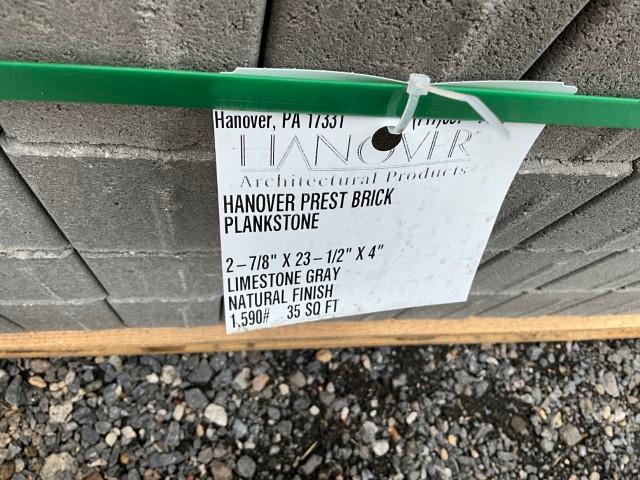 Hanover, PA 17331
HANOVER®
Architectural Products
HANOVER PREST BRICK
PLANKSTONE
2-7/8" X 23-1/2" X 4"
LIMESTONE GRAY
NATURAL FINISH
1,590# 35 SQ FT